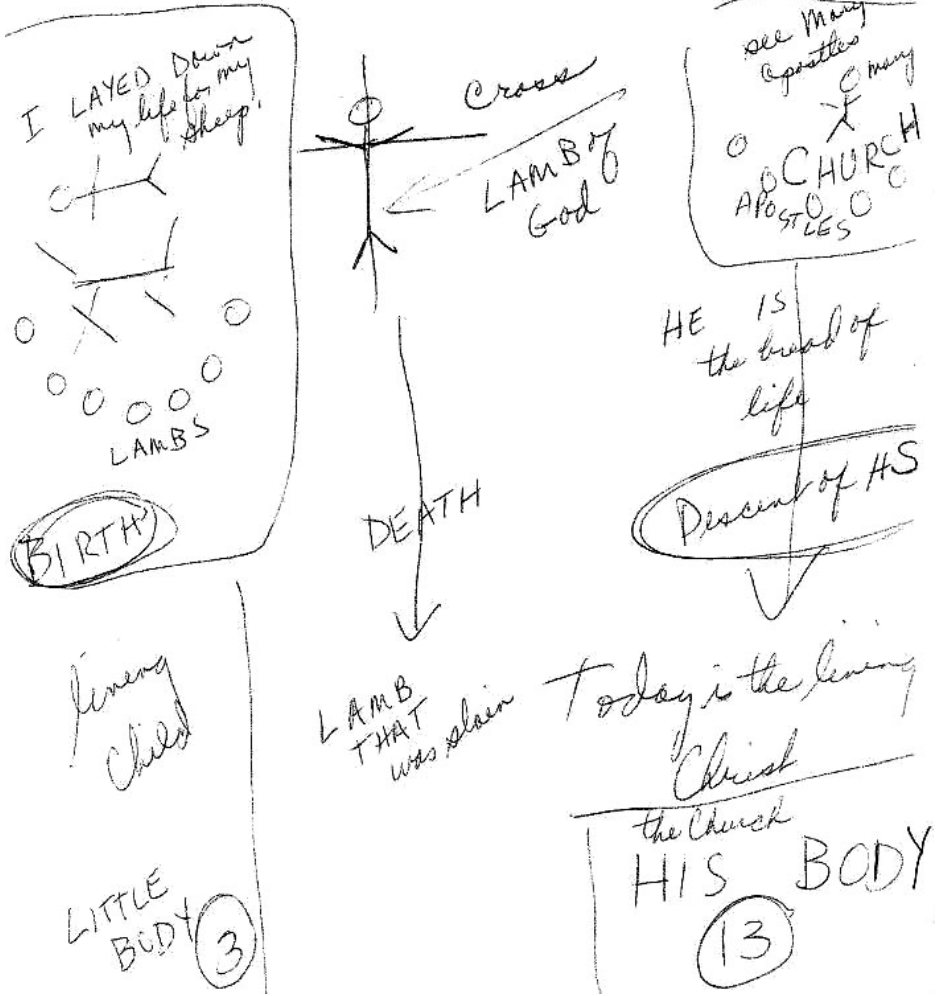 I LAYED DOWN
my life for my
sheep!
LAMBS
BIRTH
living
child
LITTLE
BODY
3
Cross
LAMB of
God
DEATH
LAMB
THAT
was slain
see Mary
apostles
many
CHURCH
APOSTLES
HE IS
the bread of
life
Descent of HS
Today is the living
Christ
the Church
HIS BODY
13